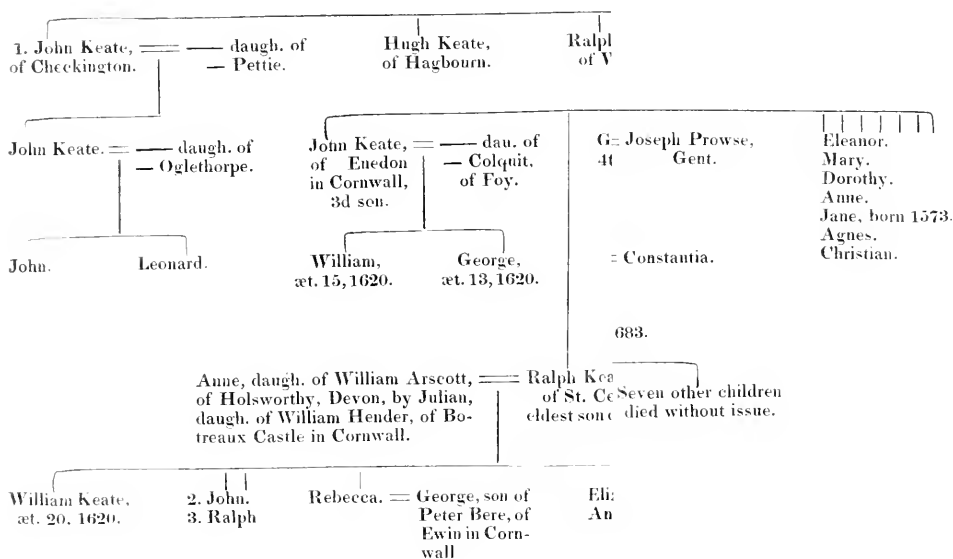 1. John Keate, — daugh. of
of Checkington. — Pettie.
Hugh Keate,
of Hagbourn.
of
John Keate. — daugh. of
— Oglethorpe.
John Keate, — dau. of
of Enedon — Colquit,
in Cornwall, of Foy.
3d son.
Joseph Prowse,
Gent.
Eleanor.
Mary.
Dorothy.
Anne.
Jane, born 1573.
Agnes.
Christian.
John. Leonard.
William, George,
æt. 15, 1620. æt. 13, 1620.
Constantia.
683.
Anne, daugh. of William Arscott,
of Holsworthy, Devon, by Julian,
daugh. of William Hender, of Bo-
treaux Castle in Cornwall.
Ralph
of St.
eldest son
Seven other children
died without issue.
William Keate,
æt. 20, 1620.
2. John.
3. Ralph
Rebecca. = George, son of
Peter Bere, of
Ewin in Corn-
wall